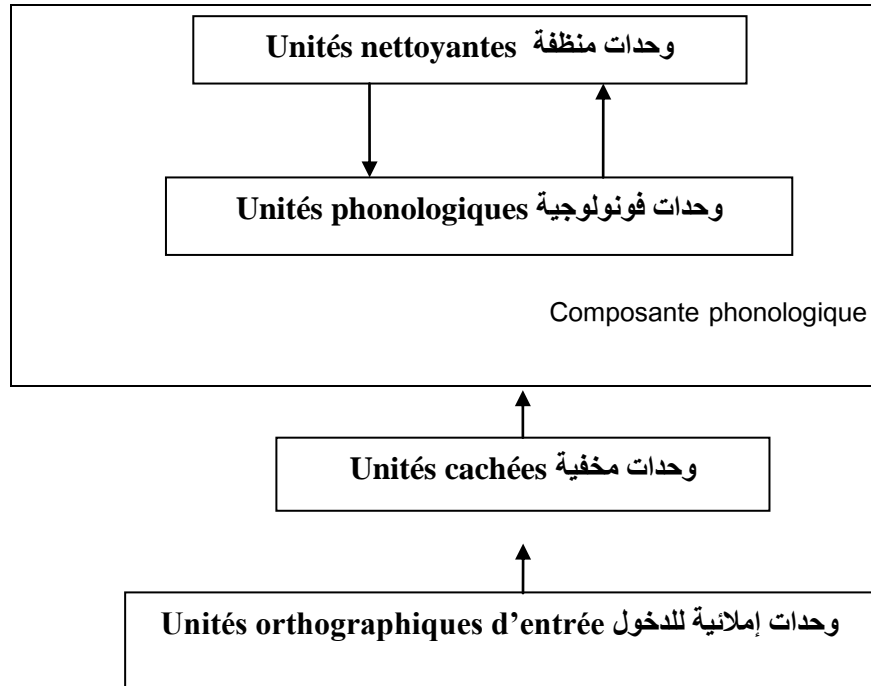 Unités nettoyantes وحدات منظفة
Unités phonologiques وحدات فونولوجية
Composante phonologique
Unités cachées وحدات مخفية
Unités orthographiques d’entrée وحدات إملائية للدخول